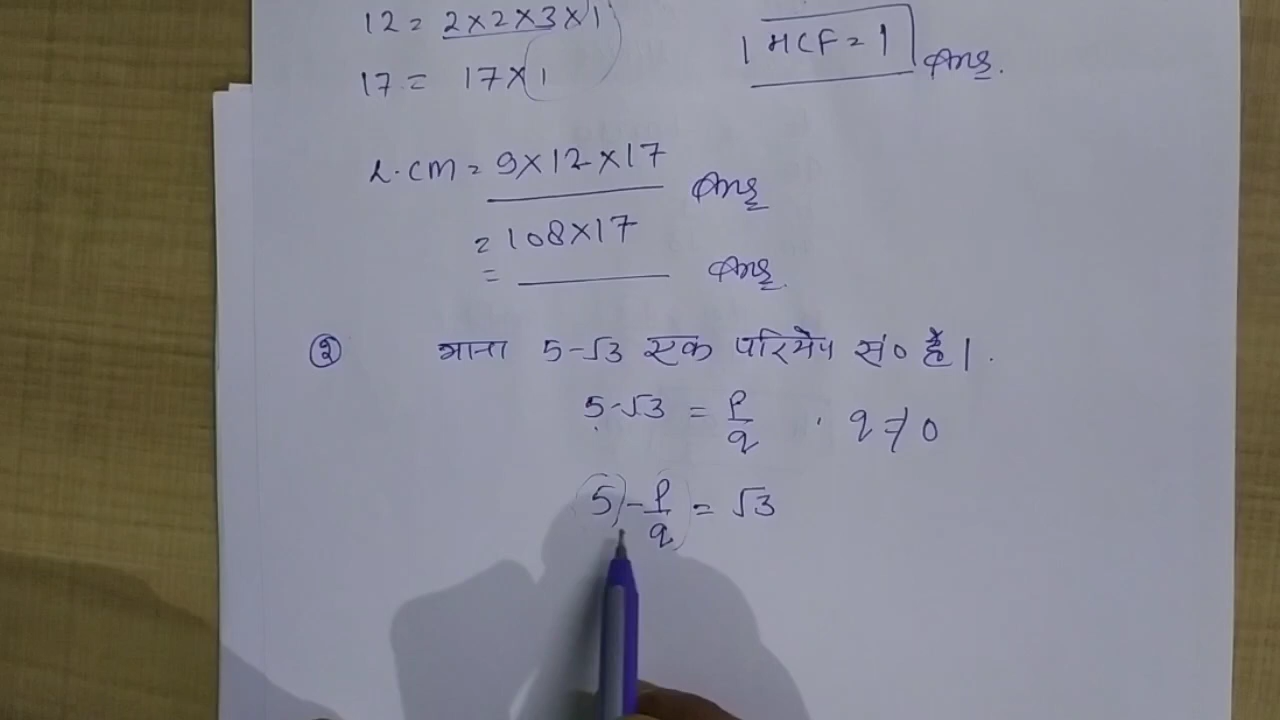 12 = 2×2×3×1
17 = 17×1
HCF = 1 Ans.
L.CM = 9×12×17 Ans
= 108×17
= Ans.
② माना 5-√3 एक परिमेय सं० है।
5-√3 = p/q , q≠0
5 - p/q = √3